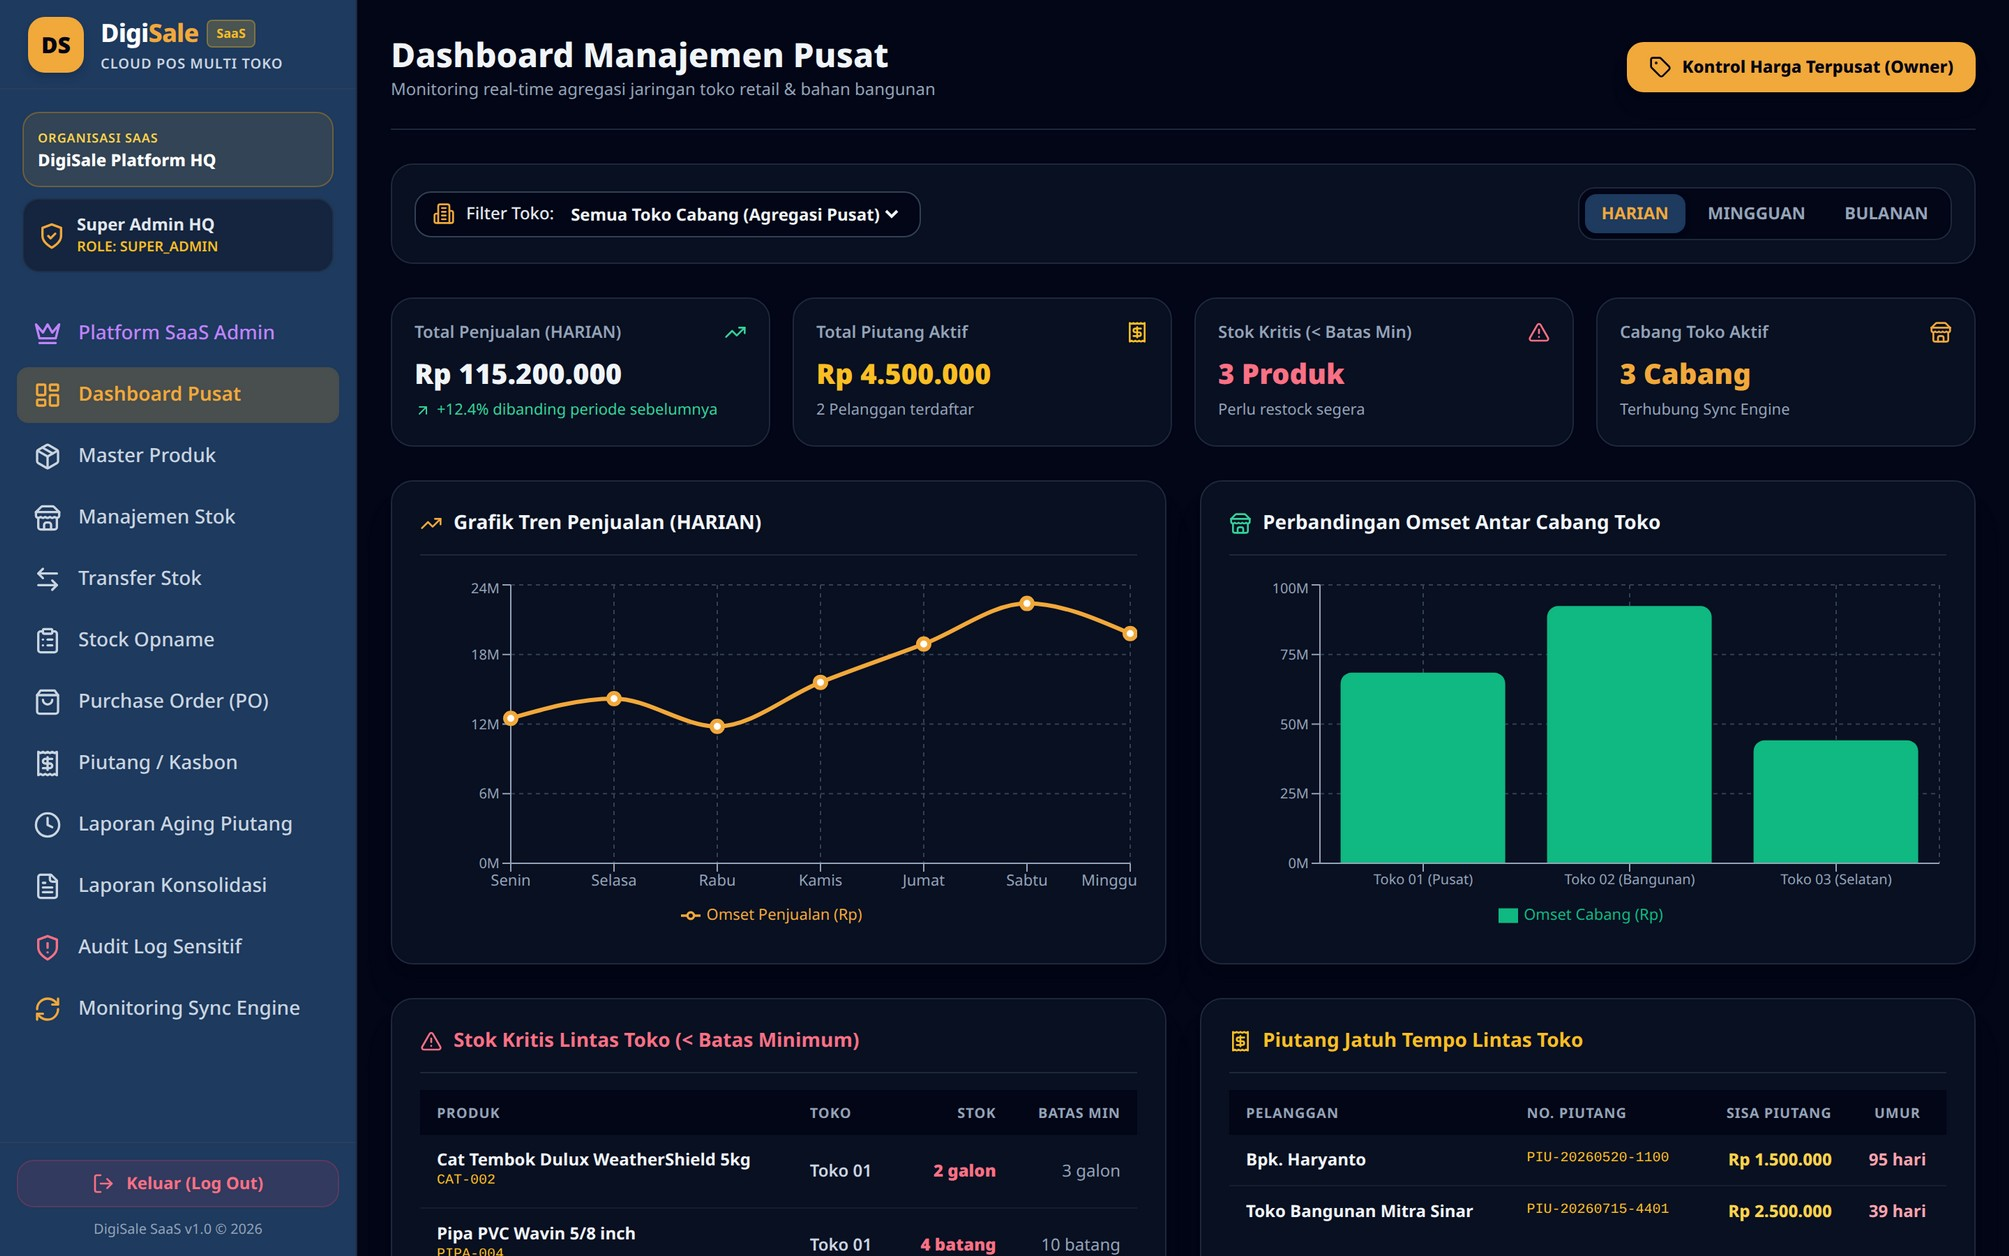 DS
DigiSale SaaS
CLOUD POS MULTI TOKO
ORGANISASI SAAS
DigiSale Platform HQ
Super Admin HQ
ROLE: SUPER_ADMIN
Platform SaaS Admin
Dashboard Pusat
Master Produk
Manajemen Stok
Transfer Stok
Stock Opname
Purchase Order (PO)
Piutang / Kasbon
Laporan Aging Piutang
Laporan Konsolidasi
Audit Log Sensitif
Monitoring Sync Engine
Keluar (Log Out)
DigiSale SaaS v1.0 © 2026
Dashboard Manajemen Pusat
Monitoring real-time agregasi jaringan toko retail & bahan bangunan
Kontrol Harga Terpusat (Owner)
Filter Toko: Semua Toko Cabang (Agregasi Pusat)
HARIAN MINGGUAN BULANAN
Total Penjualan (HARIAN)
Rp 115.200.000
+12.4% dibanding periode sebelumnya
Total Piutang Aktif
Rp 4.500.000
2 Pelanggan terdaftar
Stok Kritis (< Batas Min)
3 Produk
Perlu restock segera
Cabang Toko Aktif
3 Cabang
Terhubung Sync Engine
Grafik Tren Penjualan (HARIAN)
24M
18M
12M
6M
0M
Senin Selasa Rabu Kamis Jumat Sabtu Minggu
Omset Penjualan (Rp)
Perbandingan Omset Antar Cabang Toko
100M
75M
50M
25M
0M
Toko 01 (Pusat) Toko 02 (Bangunan) Toko 03 (Selatan)
Omset Cabang (Rp)
Stok Kritis Lintas Toko (< Batas Minimum)
PRODUK TOKO STOK BATAS MIN
Cat Tembok Dulux WeatherShield 5kg Toko 01 2 galon 3 galon
CAT-002
Pipa PVC Wavin 5/8 inch Toko 01 4 batang 10 batang
PIPA-004
Piutang Jatuh Tempo Lintas Toko
PELANGGAN NO. PIUTANG SISA PIUTANG UMUR
Bpk. Haryanto PIU-20260520-1100 Rp 1.500.000 95 hari
Toko Bangunan Mitra Sinar PIU-20260715-4401 Rp 2.500.000 39 hari